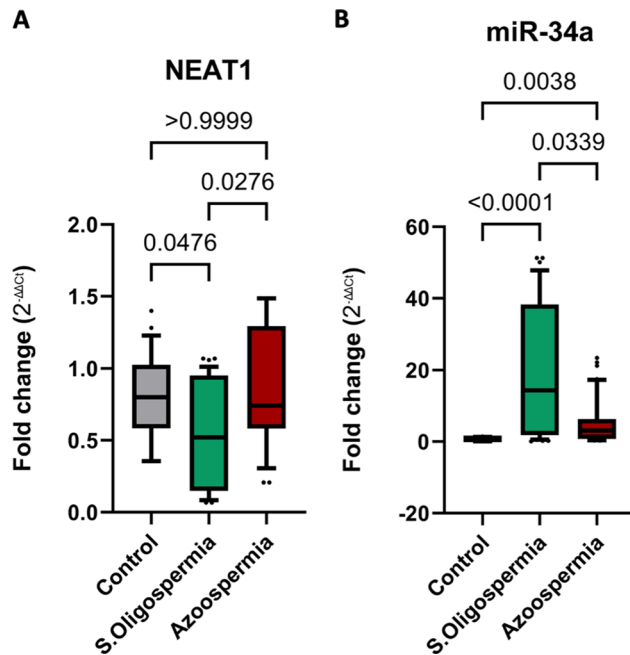 A
NEAT1
>0.9999
0.0276
0.0476
2.0
1.5
1.0
0.5
0.0
Fold change (2-ΔΔCt)
Control
S.Oligospermia
Azoospermia
B
miR-34a
0.0038
0.0339
<0.0001
60
40
20
0
-20
Fold change (2-ΔΔCt)
Control
S.Oligospermia
Azoospermia